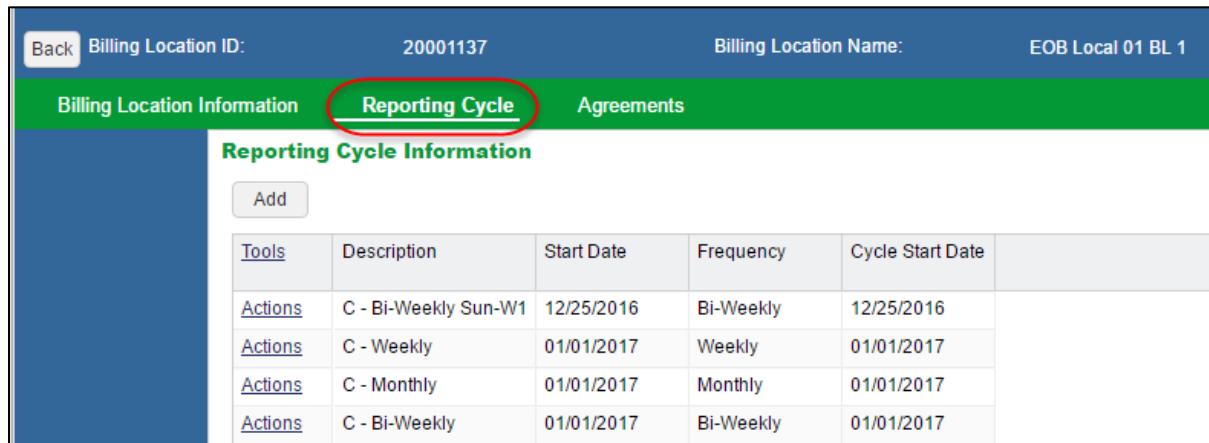 Back Billing Location ID: 20001137 Billing Location Name: EOB Local 01 BL 1
Billing Location Information Reporting Cycle Agreements
Reporting Cycle Information
Add
Tools Description Start Date Frequency Cycle Start Date
Actions C - Bi-Weekly Sun-W1 12/25/2016 Bi-Weekly 12/25/2016
Actions C - Weekly 01/01/2017 Weekly 01/01/2017
Actions C - Monthly 01/01/2017 Monthly 01/01/2017
Actions C - Bi-Weekly 01/01/2017 Bi-Weekly 01/01/2017